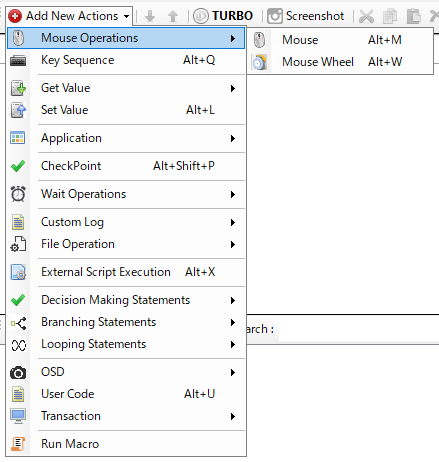 Add New Actions TURBO Screenshot
Mouse Operations
Mouse Alt+M
Key Sequence Alt+Q
Mouse Wheel Alt+W
Get Value
Set Value Alt+L
Application
CheckPoint Alt+Shift+P
Wait Operations
Custom Log
File Operation
External Script Execution Alt+X
Decision Making Statements
Branching Statements
arch :
Looping Statements
OSD
User Code Alt+U
Transaction
Run Macro